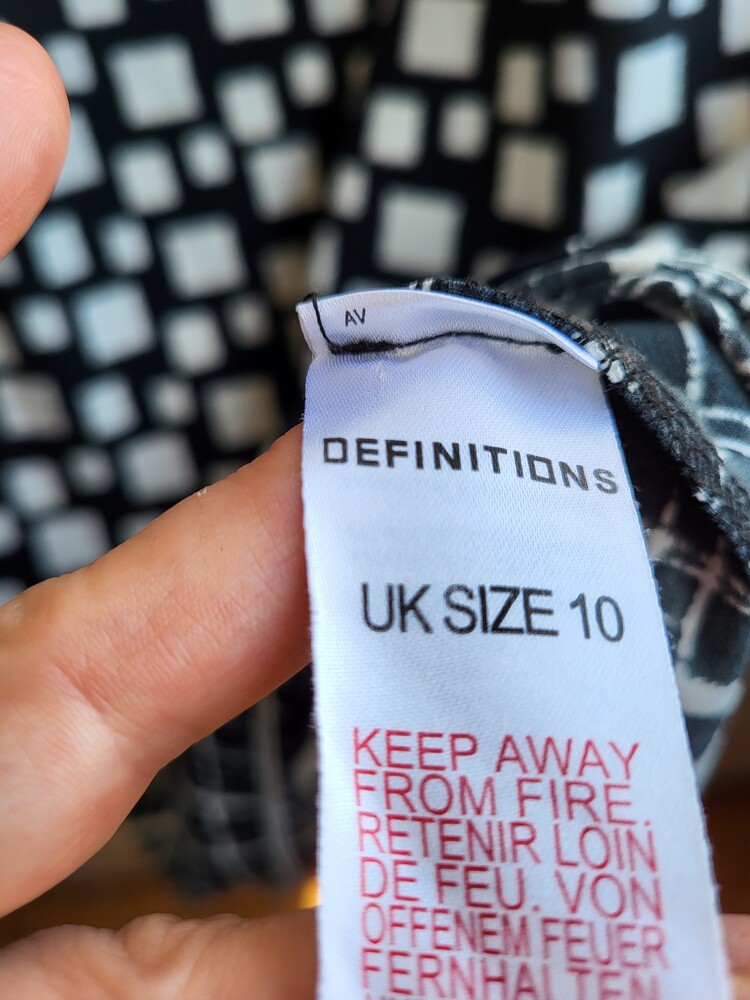 AV
DEFINITIONS
UK SIZE 10
KEEP AWAY
FROM FIRE.
RETENIR LOIN
DE FEU. VON
OFFENEM FEUER
FERNHALTEN